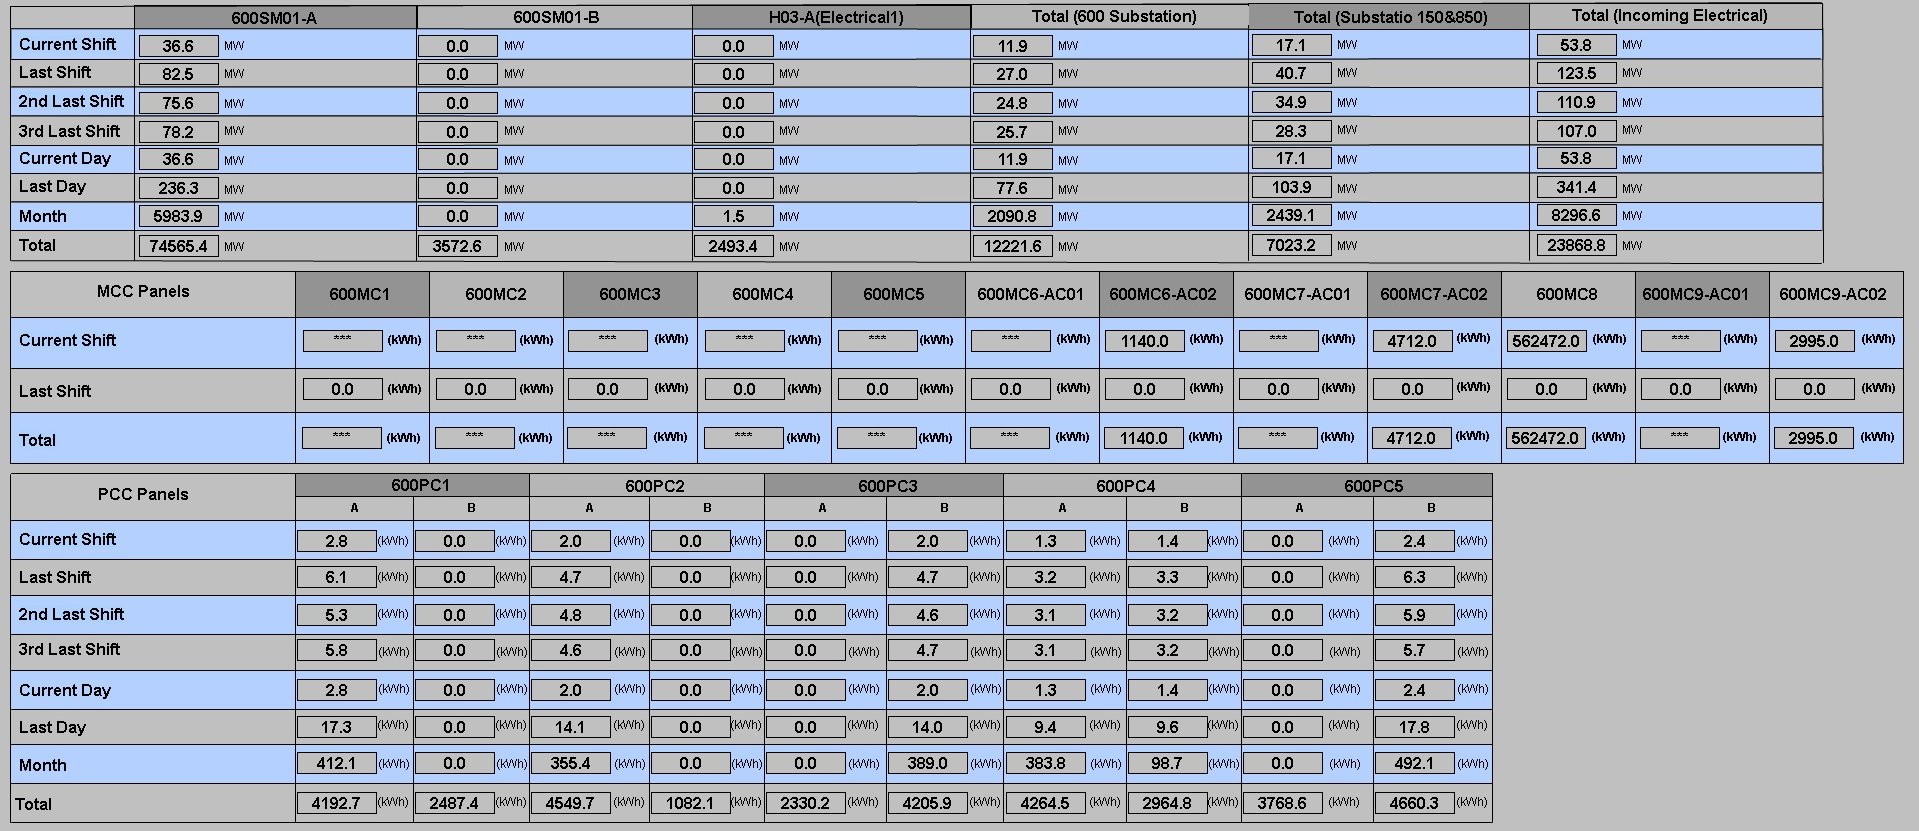 600SM01-A 600SM01-B H03-A(Electrical1) Total (600 Substation) Total (Substatio 150&850) Total (Incoming Electrical)
Current Shift 36.6 MW 0.0 MW 0.0 MW 11.9 MW 17.1 MW 53.8 MW
Last Shift 82.5 MW 0.0 MW 0.0 MW 27.0 MW 40.7 MW 123.5 MW
2nd Last Shift 75.6 MW 0.0 MW 0.0 MW 24.8 MW 34.9 MW 110.9 MW
3rd Last Shift 78.2 MW 0.0 MW 0.0 MW 25.7 MW 28.3 MW 107.0 MW
Current Day 36.6 MW 0.0 MW 0.0 MW 11.9 MW 17.1 MW 53.8 MW
Last Day 236.3 MW 0.0 MW 0.0 MW 77.6 MW 103.9 MW 341.4 MW
Month 5983.9 MW 0.0 MW 1.5 MW 2090.8 MW 2439.1 MW 8296.6 MW
Total 74565.4 MW 3572.6 MW 2493.4 MW 12221.6 MW 7023.2 MW 23868.8 MW
MCC Panels 600MC1 600MC2 600MC3 600MC4 600MC5 600MC6-AC01 600MC6-AC02 600MC7-AC01 600MC7-AC02 600MC8 600MC9-AC01 600MC9-AC02
Current Shift *** (kWh) *** (kWh) *** (kWh) *** (kWh) *** (kWh) *** (kWh) 1140.0 (kWh) *** (kWh) 4712.0 (kWh) 562472.0 (kWh) *** (kWh) 2995.0 (kWh)
Last Shift 0.0 (kWh) 0.0 (kWh) 0.0 (kWh) 0.0 (kWh) 0.0 (kWh) 0.0 (kWh) 0.0 (kWh) 0.0 (kWh) 0.0 (kWh) 0.0 (kWh) 0.0 (kWh) 0.0 (kWh)
Total *** (kWh) *** (kWh) *** (kWh) *** (kWh) *** (kWh) *** (kWh) 1140.0 (kWh) *** (kWh) 4712.0 (kWh) 562472.0 (kWh) *** (kWh) 2995.0 (kWh)
PCC Panels 600PC1 600PC2 600PC3 600PC4 600PC5
A B A B A B A B A B
Current Shift 2.8 (kWh) 0.0 (kWh) 2.0 (kWh) 0.0 (kWh) 0.0 (kWh) 2.0 (kWh) 1.3 (kWh) 1.4 (kWh) 0.0 (kWh) 2.4 (kWh)
Last Shift 6.1 (kWh) 0.0 (kWh) 4.7 (kWh) 0.0 (kWh) 0.0 (kWh) 4.7 (kWh) 3.2 (kWh) 3.3 (kWh) 0.0 (kWh) 6.3 (kWh)
2nd Last Shift 5.3 (kWh) 0.0 (kWh) 4.8 (kWh) 0.0 (kWh) 0.0 (kWh) 4.6 (kWh) 3.1 (kWh) 3.2 (kWh) 0.0 (kWh) 5.9 (kWh)
3rd Last Shift 5.8 (kWh) 0.0 (kWh) 4.6 (kWh) 0.0 (kWh) 0.0 (kWh) 4.7 (kWh) 3.1 (kWh) 3.2 (kWh) 0.0 (kWh) 5.7 (kWh)
Current Day 2.8 (kWh) 0.0 (kWh) 2.0 (kWh) 0.0 (kWh) 0.0 (kWh) 2.0 (kWh) 1.3 (kWh) 1.4 (kWh) 0.0 (kWh) 2.4 (kWh)
Last Day 17.3 (kWh) 0.0 (kWh) 14.1 (kWh) 0.0 (kWh) 0.0 (kWh) 14.0 (kWh) 9.4 (kWh) 9.6 (kWh) 0.0 (kWh) 17.8 (kWh)
Month 412.1 (kWh) 0.0 (kWh) 355.4 (kWh) 0.0 (kWh) 0.0 (kWh) 389.0 (kWh) 383.8 (kWh) 98.7 (kWh) 0.0 (kWh) 492.1 (kWh)
Total 4192.7 (kWh) 2487.4 (kWh) 4549.7 (kWh) 1082.1 (kWh) 2330.2 (kWh) 4205.9 (kWh) 4264.5 (kWh) 2964.8 (kWh) 3768.6 (kWh) 4660.3 (kWh)